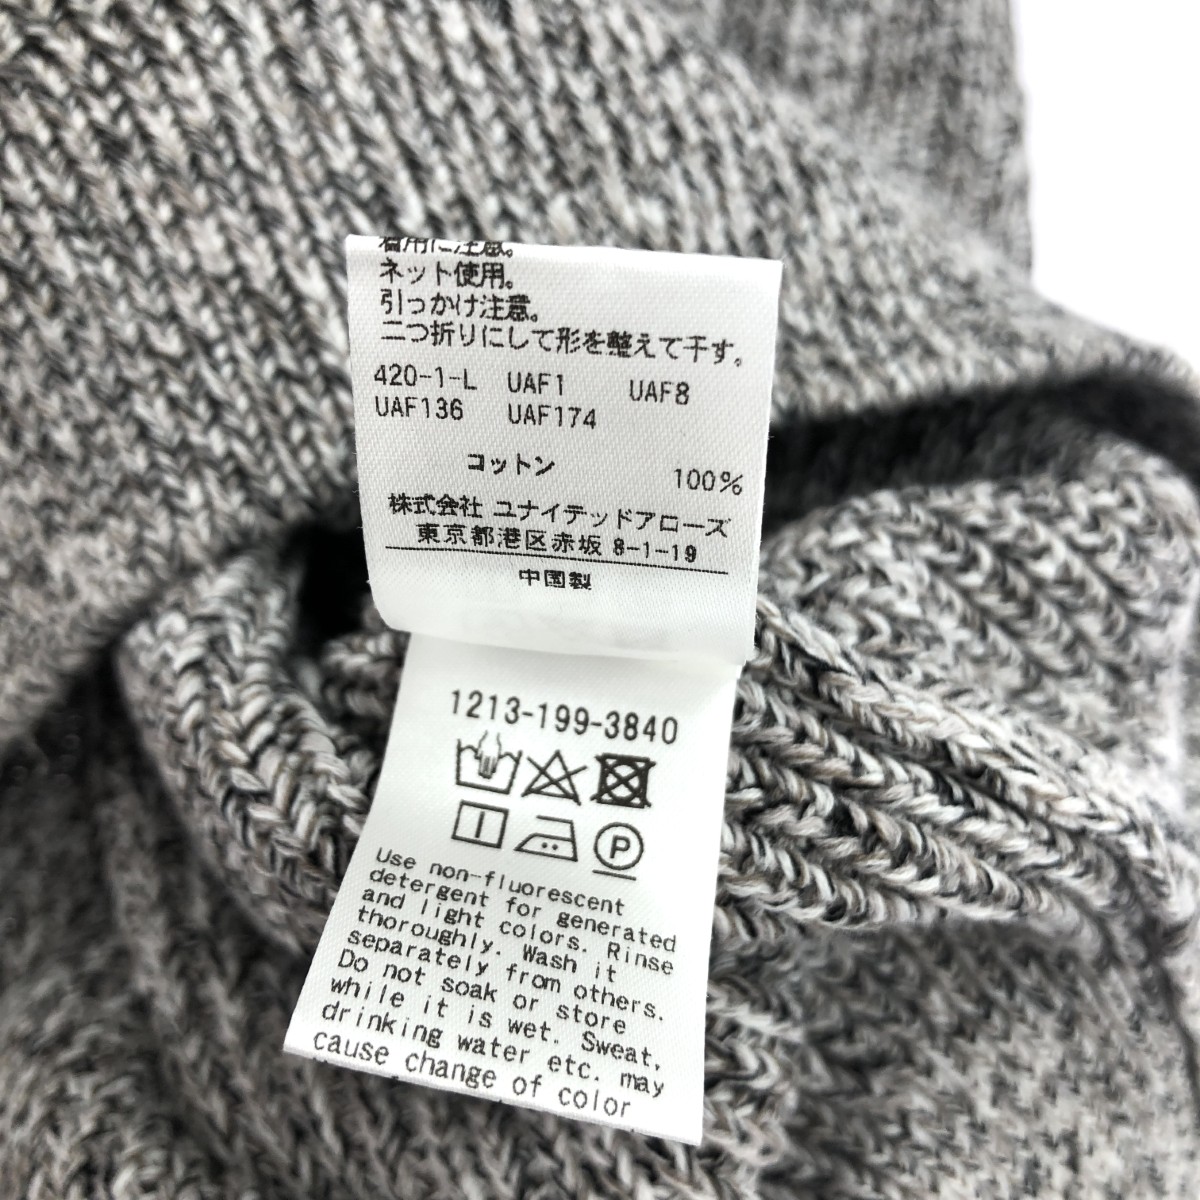 着用に注意。
ネット使用。
引っかけ注意。
二つ折りにして形を整えて干す。
420-1-L UAF1 UAF8
UAF136 UAF174
コットン 100%
株式会社 ユナイテッドアローズ
東京都港区赤坂 8-1-19
中国製
1213-199-3840
P
Use non-fluorescent
detergent for generated
and light colors. Rinse
thoroughly. Wash it
separately from others.
Do not soak or store
while it is wet. Sweat,
drinking water etc. may
cause change of color